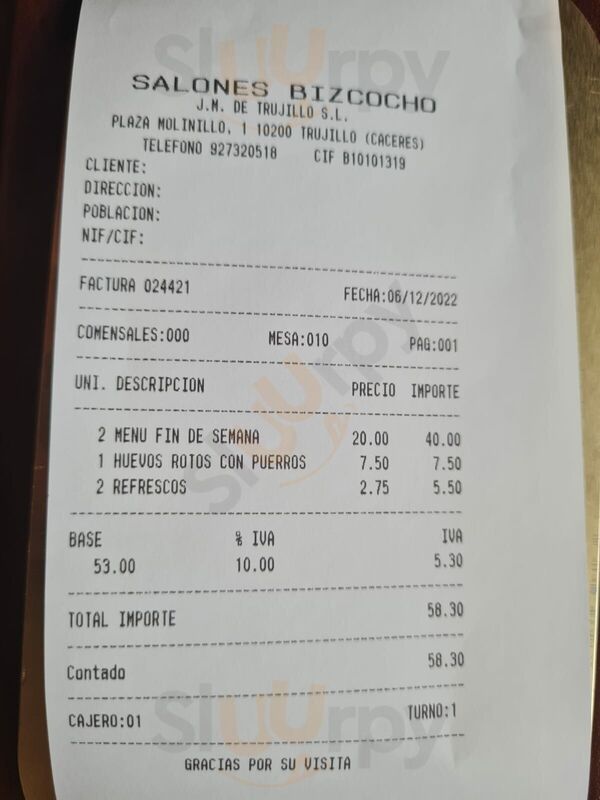 SALONES BIZCOCHO
J.M. DE TRUJILLO S.L.
PLAZA MOLINILLO, 1 10200 TRUJILLO (CACERES)
TELEFONO 927320518 CIF B10101319
CLIENTE:
DIRECCION:
POBLACION:
NIF/CIF:
FACTURA 024421 FECHA:06/12/2022
COMENSALES:000 MESA:010 PAG:001
UNI. DESCRIPCION PRECIO IMPORTE
2 MENU FIN DE SEMANA 20.00 40.00
1 HUEVOS ROTOS CON PUERROS 7.50 7.50
2 REFRESCOS 2.75 5.50
BASE % IVA IVA
53.00 10.00 5.30
TOTAL IMPORTE 58.30
Contado 58.30
CAJERO:01 TURNO:1
GRACIAS POR SU VISITA
Sluurpy
Sluurpy
Sluurpy